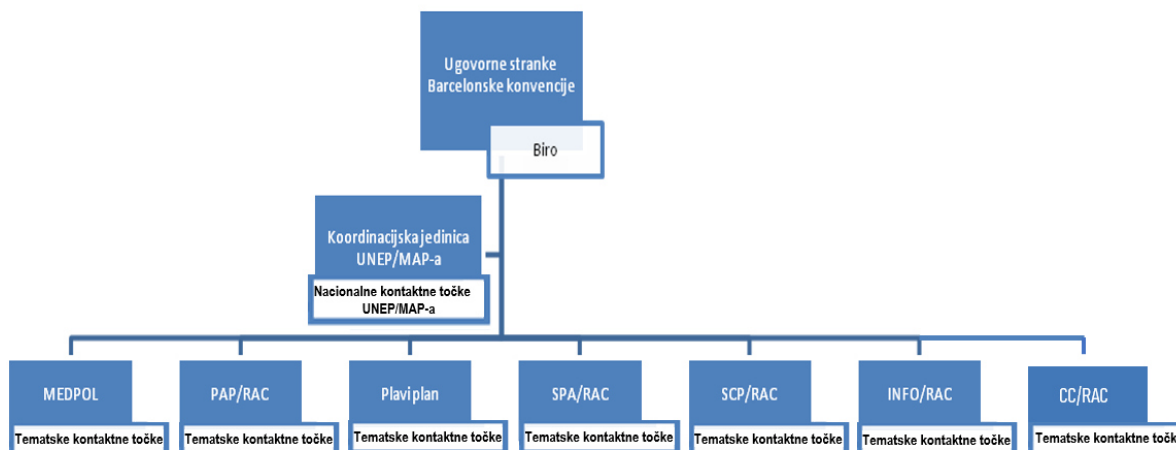 Ugovorne stranke
Barcelonske konvencije
Biro
Koordinacijska jedinica
UNEP/MAP-a
Nacionalne kontaktne točke
UNEP/MAP-a
MEDPOL
PAP/RAC
Plavi plan
SPA/RAC
SCP/RAC
INFO/RAC
CC/RAC
Tematske kontaktne točke
Tematske kontaktne točke
Tematske kontaktne točke
Tematske kontaktne točke
Tematske kontaktne točke
Tematske kontaktne točke
Tematske kontaktne točke